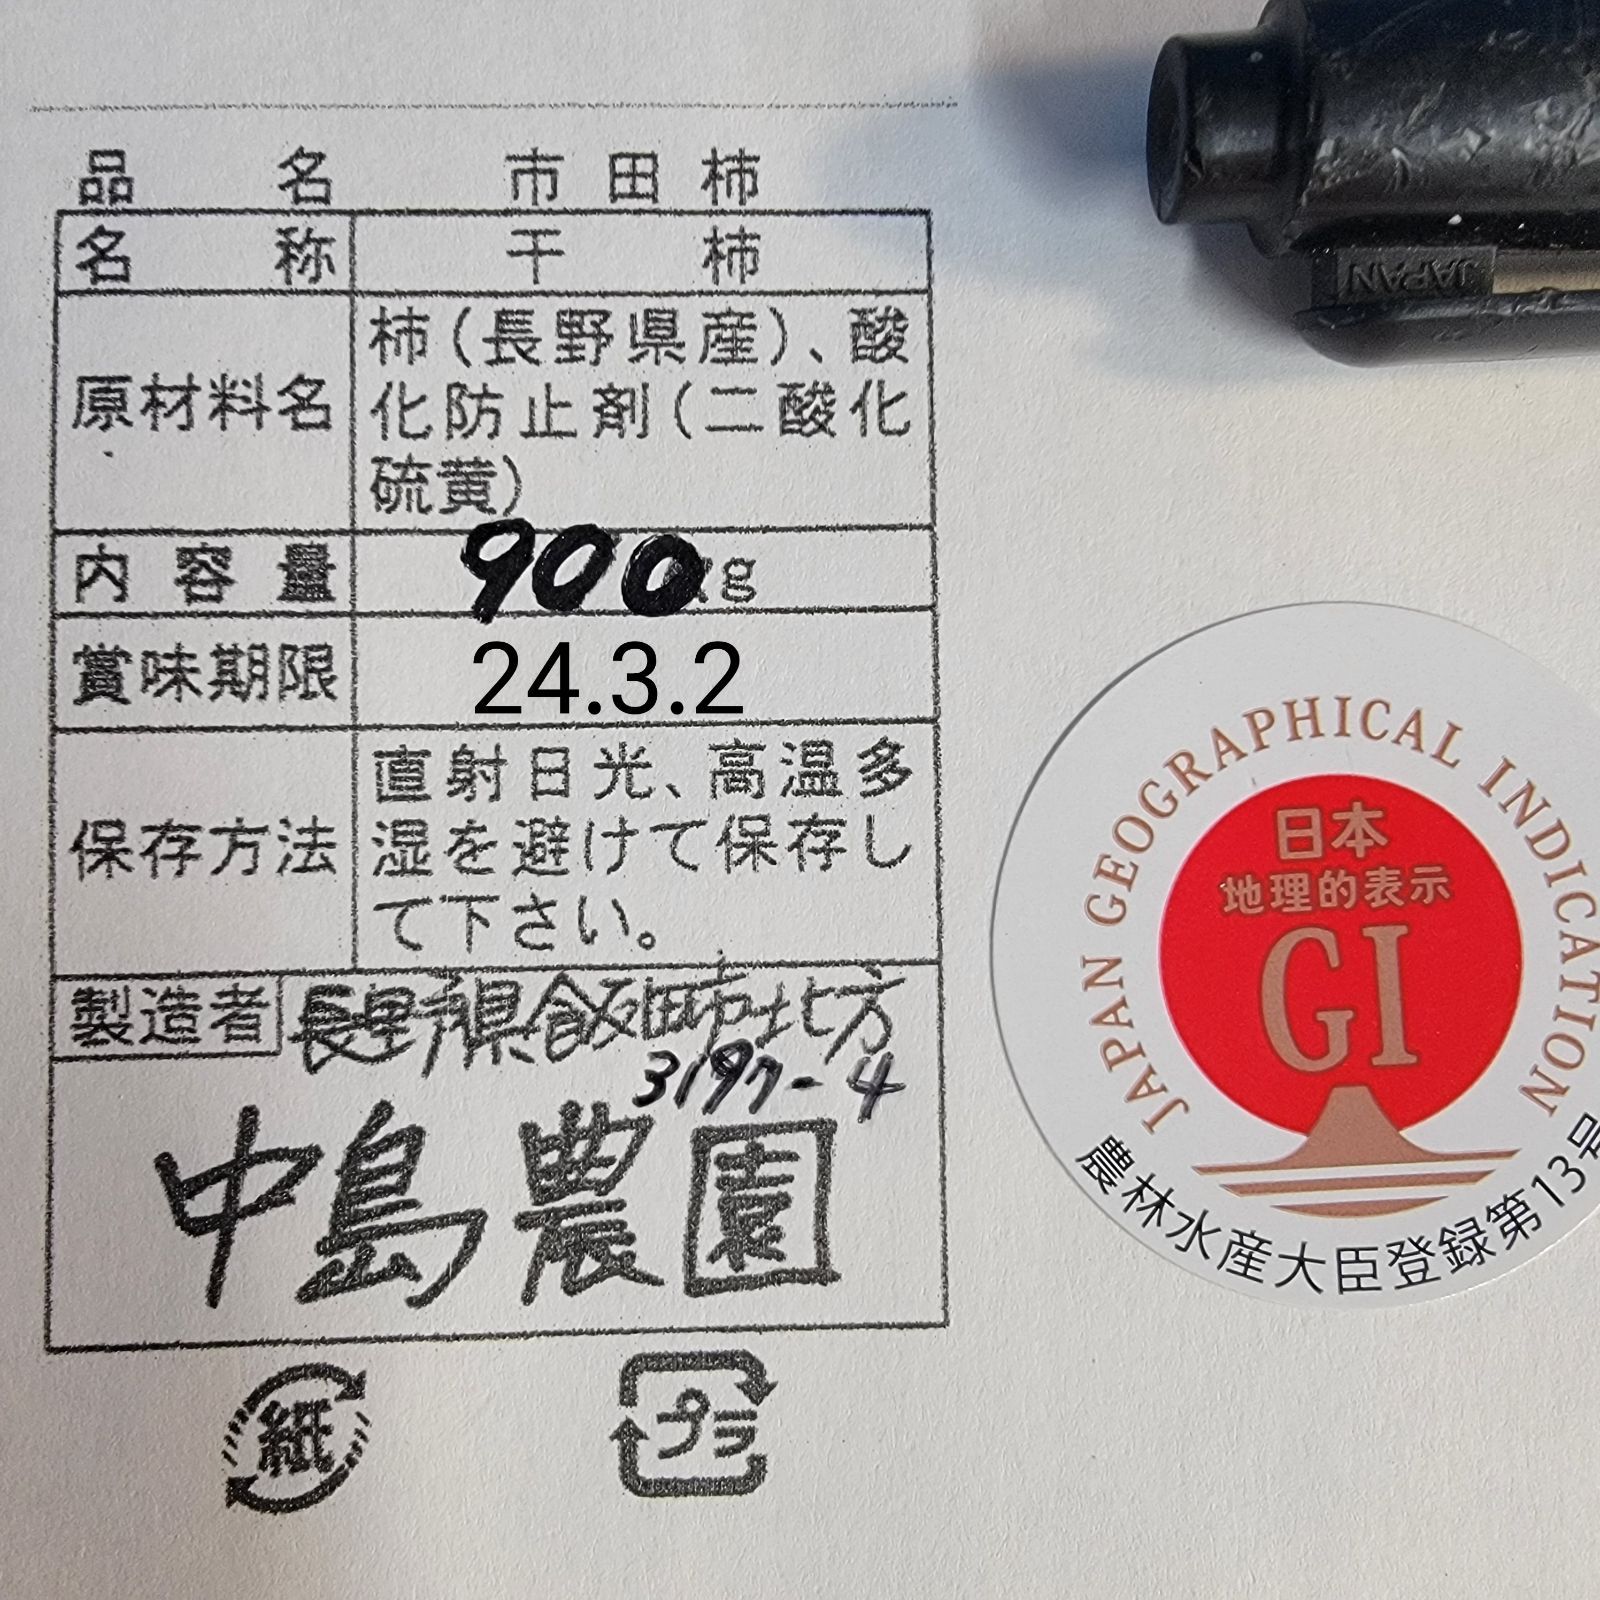 品名 市田柿
名称 干柿
原材料名 柿(長野県産)、酸
化防止剤(二酸化
硫黄)
内容量 900 g
賞味期限 24.3.2
保存方法 直射日光、高温多
湿を避けて保存し
て下さい。
製造者 長野県飯田市北方
3197-4
中島農園
紙
プラ
JAPAN
JAPAN GEOGRAPHICAL INDICATION
日本
地理的表示
GI
農林水産大臣登録第13号